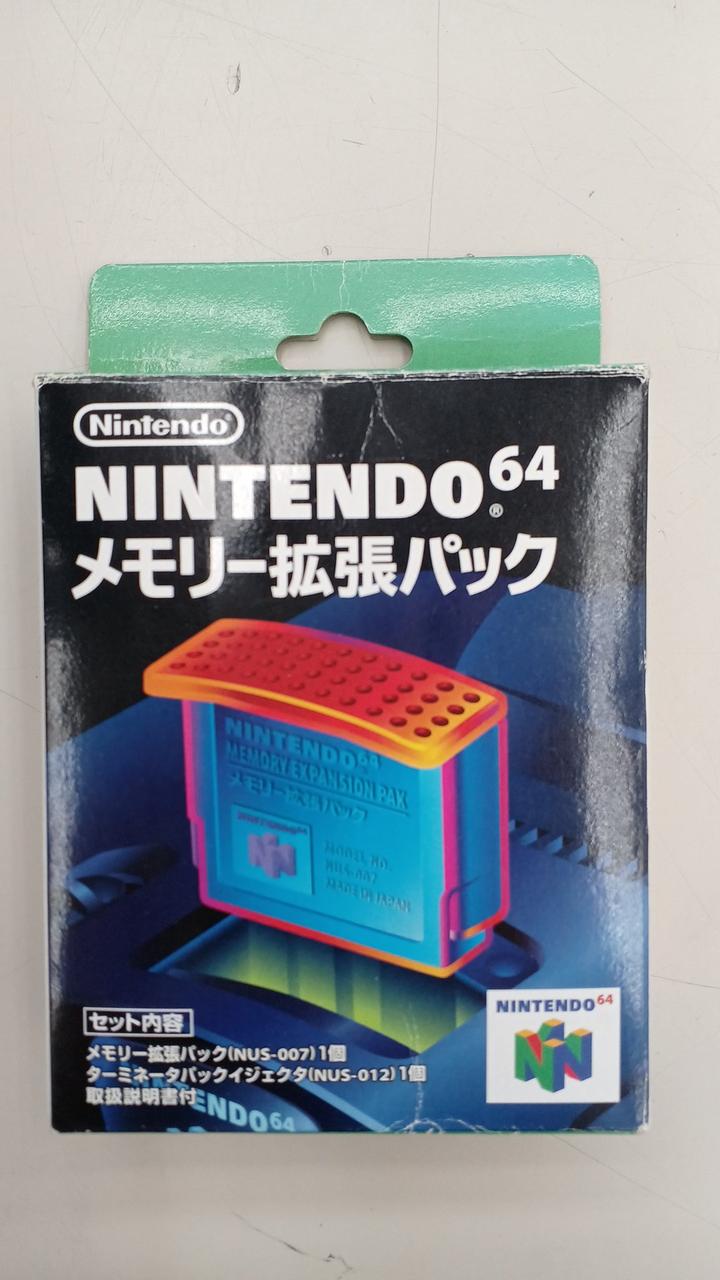 Nintendo®
NINTENDO64®
メモリー拡張パック
NINTENDO64
MEMORY EXPANSION PAK
メモリー拡張パック
NINTENDO64
MODEL NO.
NUS-007
MADE IN JAPAN
セット内容
メモリー拡張パック(NUS-007)1個
ターミネータパックイジェクタ(NUS-012)1個
取扱説明書付
NINTENDO64
ENDO64